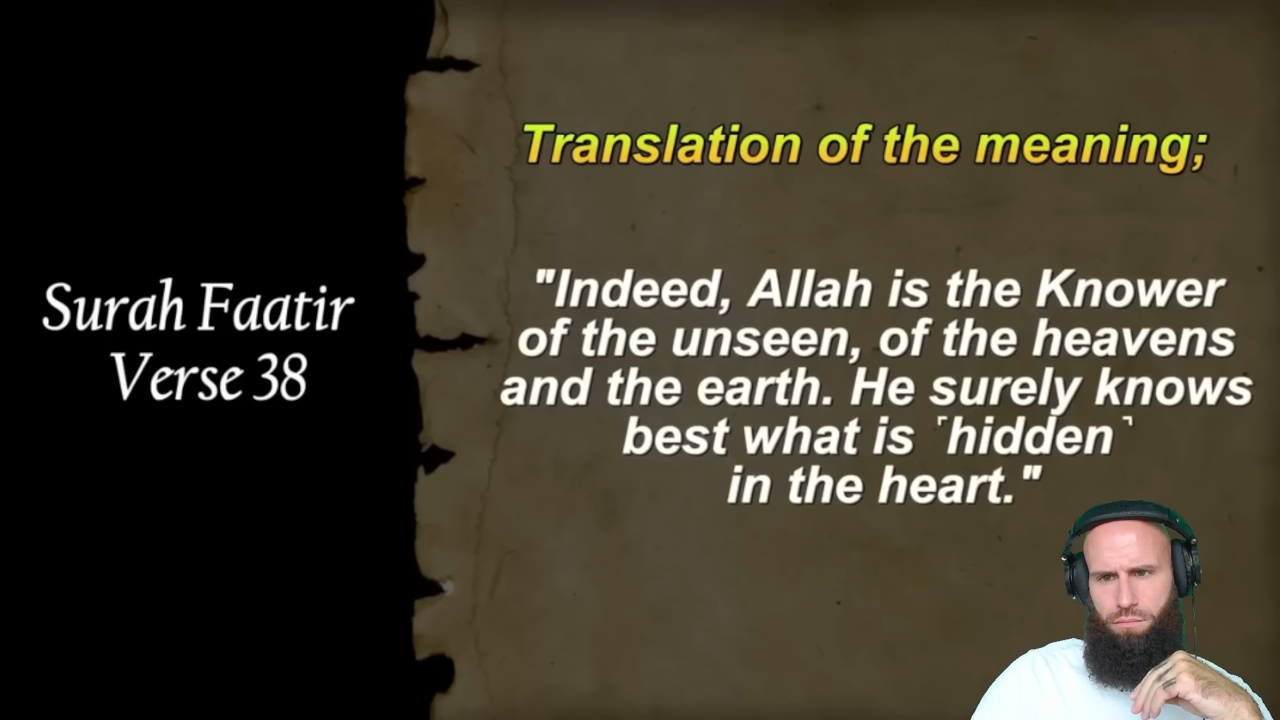 Surah Faatir
Verse 38
Translation of the meaning;
"Indeed, Allah is the Knower
of the unseen, of the heavens
and the earth. He surely knows
best what is ˹hidden˺
in the heart."